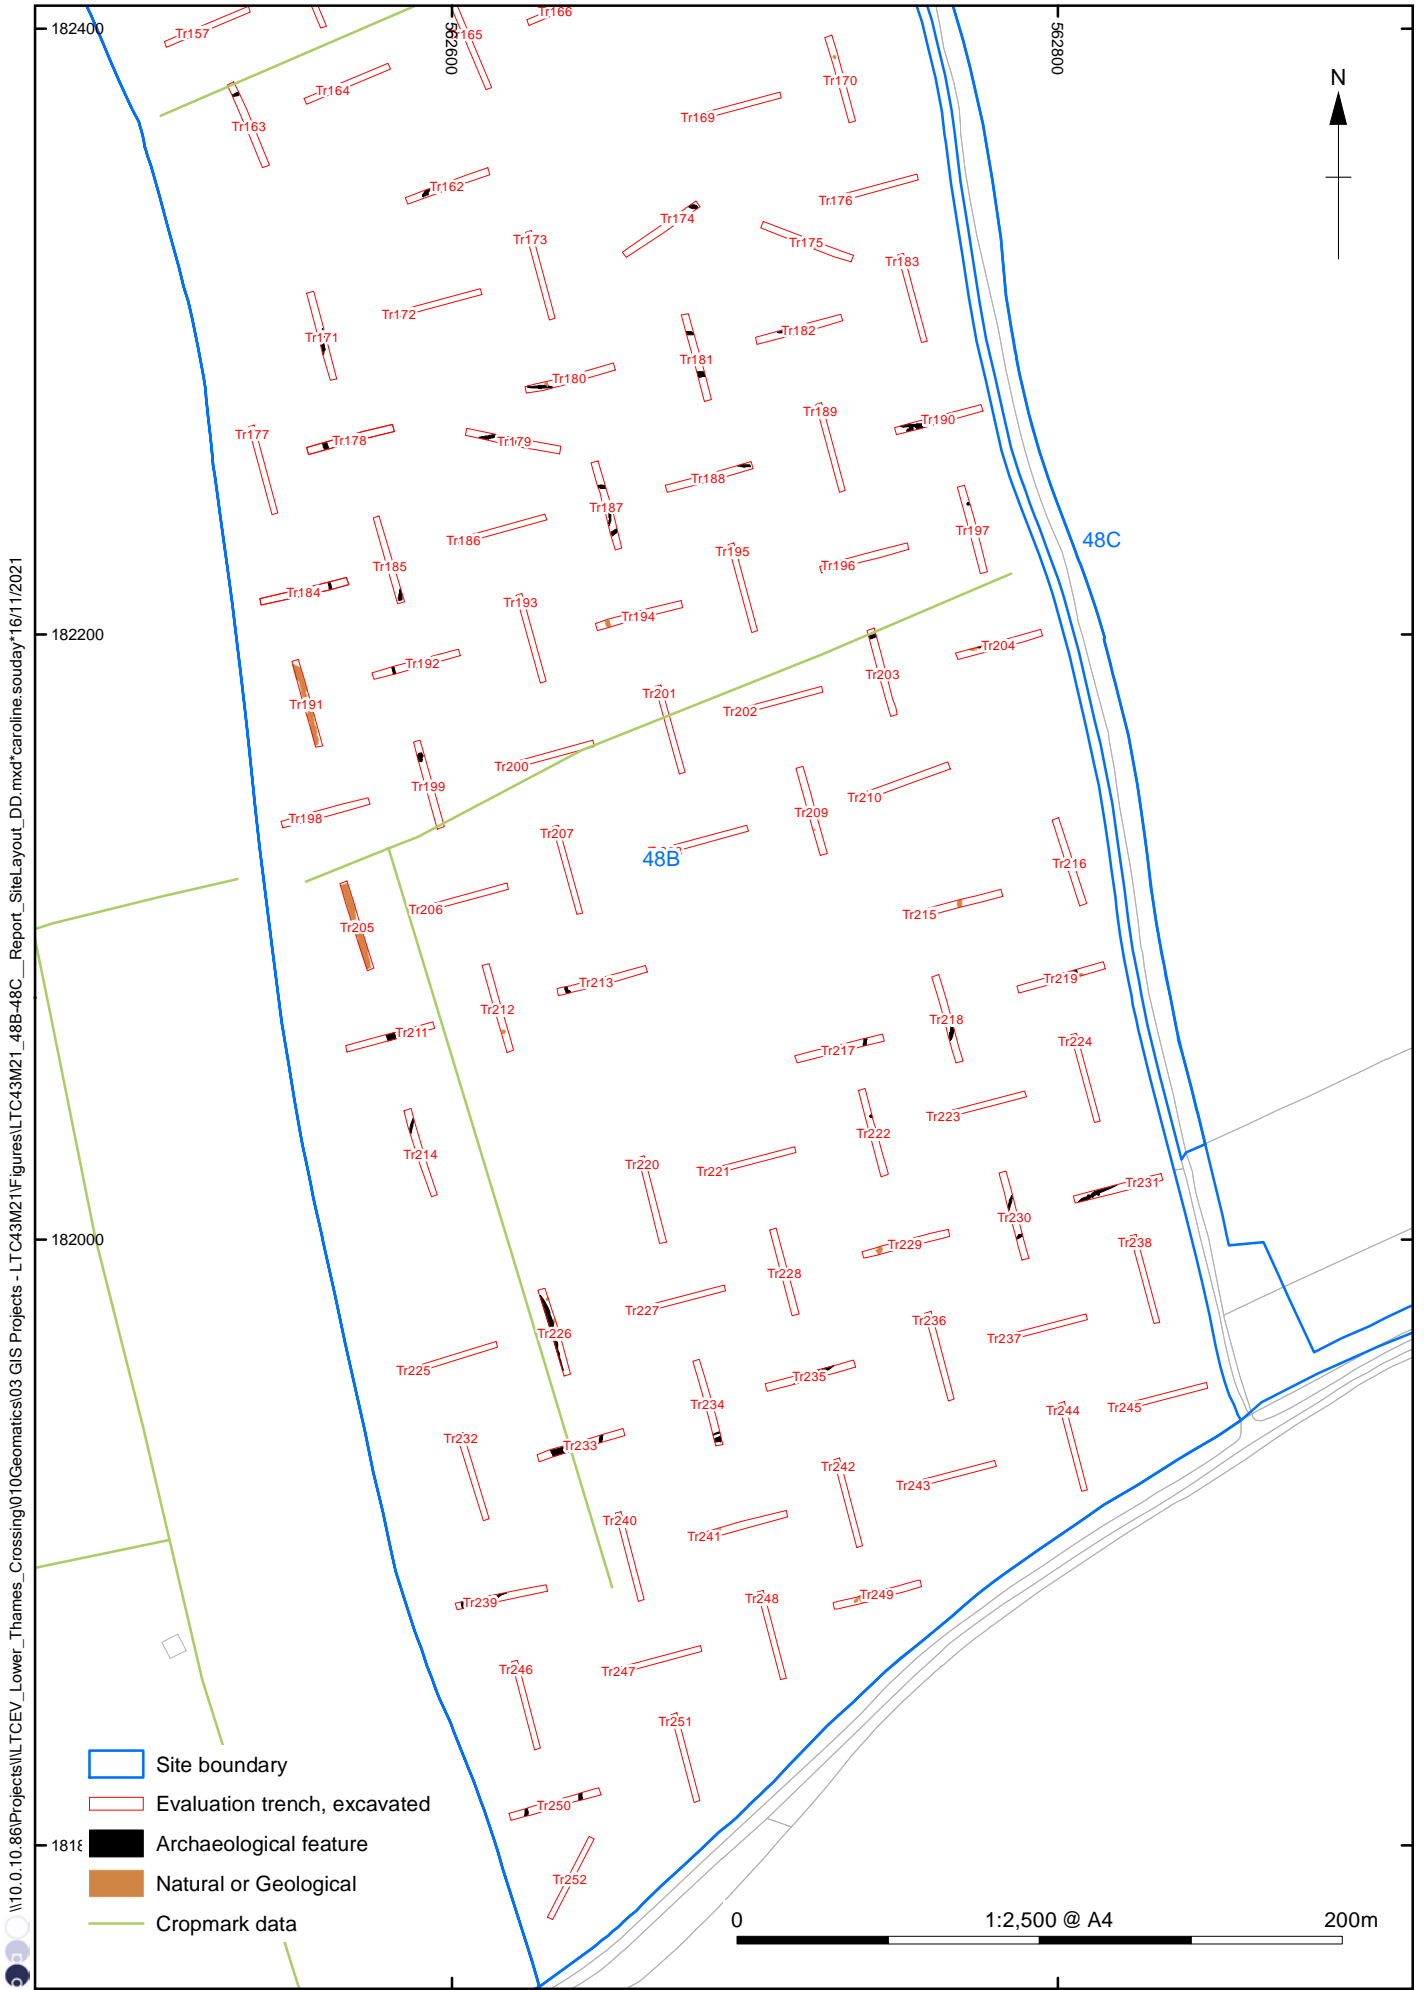 182400
562600
562800
N
Tr157
Tr165
Tr166
Tr164
Tr163
Tr170
Tr169
Tr162
Tr176
Tr174
Tr173
Tr175
Tr183
Tr172
Tr171
Tr182
Tr181
Tr180
Tr189
Tr190
Tr177
Tr178
Tr179
Tr188
Tr187
Tr197
Tr186
48C
Tr195
Tr196
Tr185
Tr184
Tr193
Tr194
182200
Tr204
Tr192
Tr203
Tr201
Tr191
Tr202
Tr200
Tr199
Tr210
Tr209
Tr198
Tr207
48B
Tr216
Tr206
Tr215
Tr205
Tr219
Tr213
Tr212
Tr218
Tr211
Tr217
Tr224
Tr223
Tr222
Tr214
Tr220
Tr221
Tr231
Tr230
182000
Tr229
Tr238
Tr228
Tr227
Tr236
Tr226
Tr237
Tr225
Tr235
Tr234
Tr245
Tr244
Tr232
Tr233
Tr242
Tr243
Tr240
Tr241
Tr239
Tr248
Tr249
Tr246
Tr247
Tr251
Tr250
Tr252
1818
Site boundary
Evaluation trench, excavated
Archaeological feature
Natural or Geological
Cropmark data
0
1:2,500 @ A4
200m
\\10.0.10.86\Projects\I\LTCEV_Lower_Thames_Crossing\010Geomatics\03 GIS Projects - LTC43M21\Figures\LTC43M21_48B-48C__Report_SiteLayout_DD.mxd*caroline.souday*16/11/2021